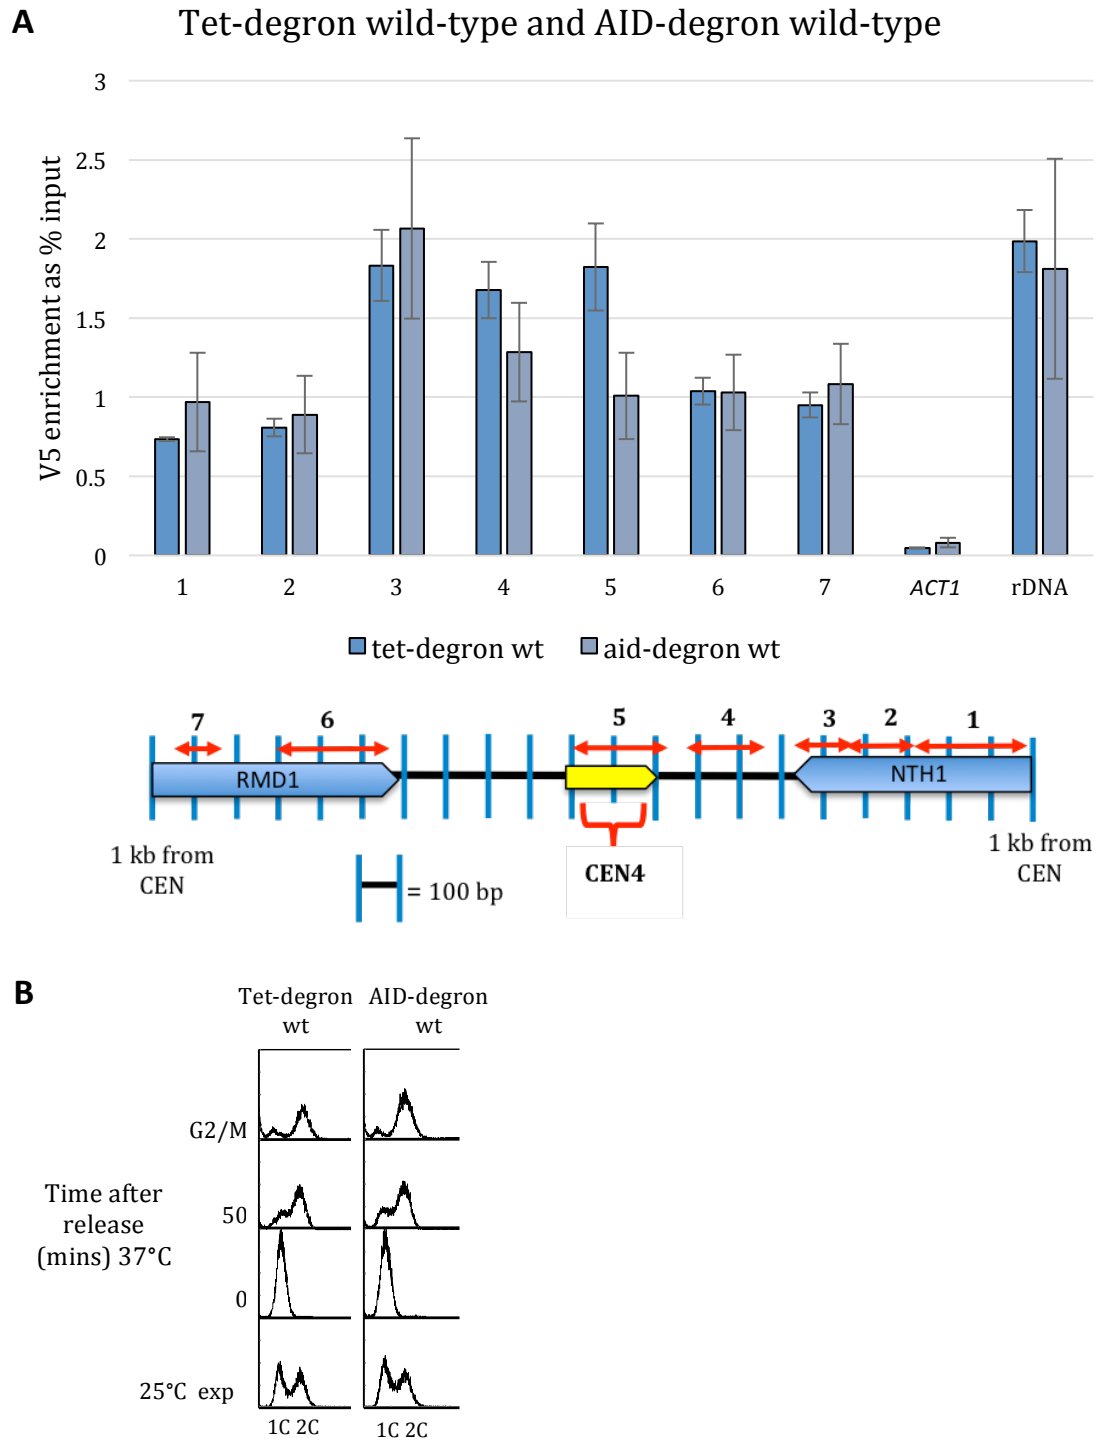 A
Tet-degron wild-type and AID-degron wild-type
V5 enrichment as % input
3
2.5
2
1.5
1
0.5
0
1 2 3 4 5 6 7 ACT1 rDNA
tet-degron wt aid-degron wt
7 6 5 4 3 2 1
RMD1 NTH1
1 kb from
CEN
CEN4
1 kb from
CEN
= 100 bp
B
Tet-degron
wt
AID-degron
wt
G2/M
Time after
release
(mins) 37°C
50
0
25°C exp
1C 2C 1C 2C